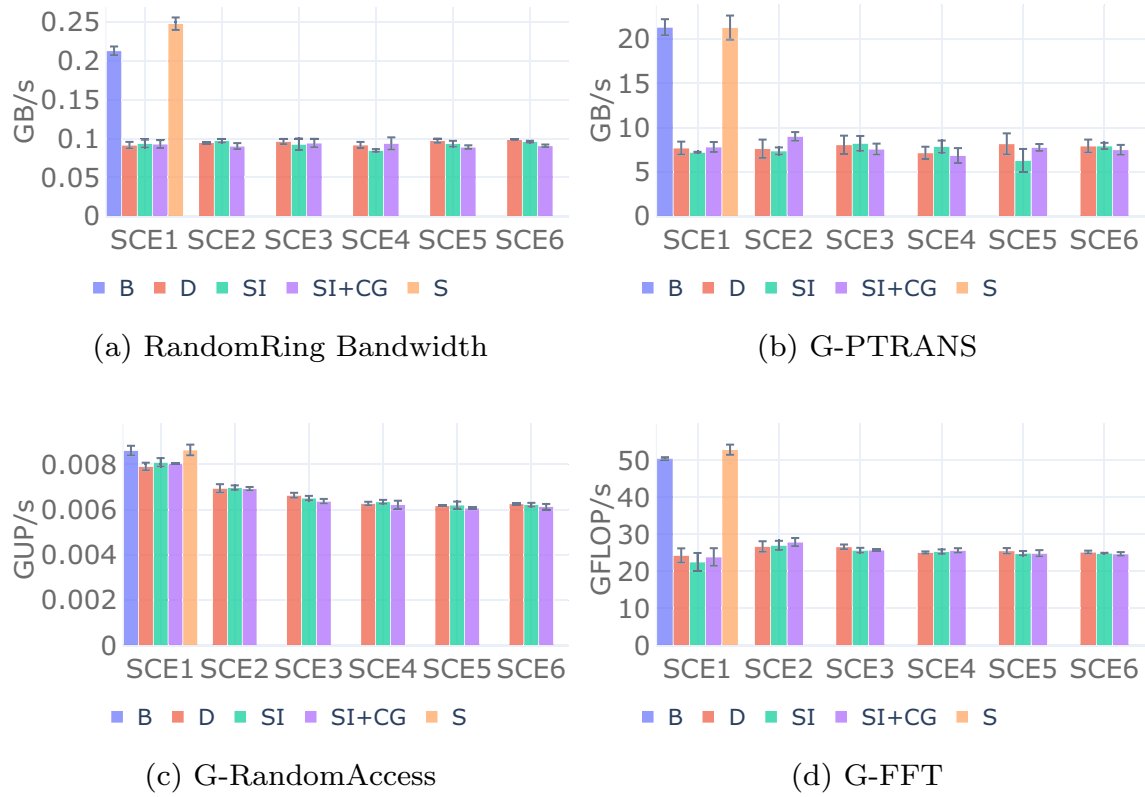 0.25
0.2
0.15
0.1
0.05
0
GB/s
SCE1 SCE2 SCE3 SCE4 SCE5 SCE6
B D SI SI+CG S
(a) RandomRing Bandwidth
20
15
10
5
0
GB/s
SCE1 SCE2 SCE3 SCE4 SCE5 SCE6
B D SI SI+CG S
(b) G-PTRANS
0.008
0.006
0.004
0.002
0
GUP/s
SCE1 SCE2 SCE3 SCE4 SCE5 SCE6
B D SI SI+CG S
(c) G-RandomAccess
50
40
30
20
10
0
GFLOP/s
SCE1 SCE2 SCE3 SCE4 SCE5 SCE6
B D SI SI+CG S
(d) G-FFT